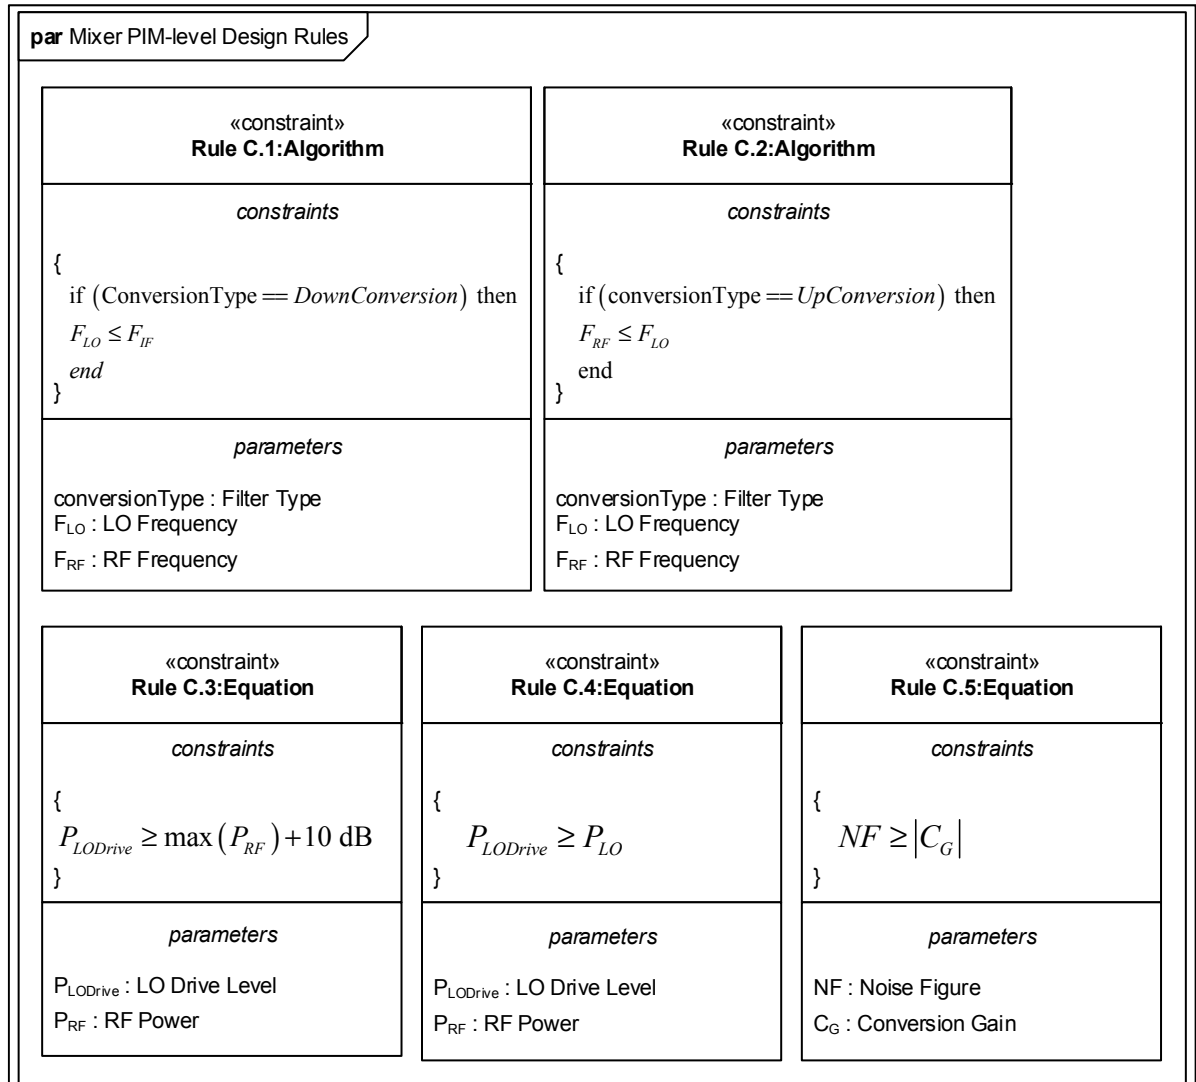 par Mixer PIM-level Design Rules
«constraint»
Rule C.1:Algorithm
constraints
{
if (ConversionType == DownConversion) then
F_LO ≤ F_IF
end
}
parameters
conversionType : Filter Type
F_LO : LO Frequency
F_RF : RF Frequency
«constraint»
Rule C.2:Algorithm
constraints
{
if (conversionType == UpConversion) then
F_RF ≤ F_LO
end
}
parameters
conversionType : Filter Type
F_LO : LO Frequency
F_RF : RF Frequency
«constraint»
Rule C.3:Equation
constraints
{
P_LODrive ≥ max(P_RF) + 10 dB
}
parameters
P_LODrive : LO Drive Level
P_RF : RF Power
«constraint»
Rule C.4:Equation
constraints
{
P_LODrive ≥ P_LO
}
parameters
P_LODrive : LO Drive Level
P_RF : RF Power
«constraint»
Rule C.5:Equation
constraints
{
NF ≥ |C_G|
}
parameters
NF : Noise Figure
C_G : Conversion Gain